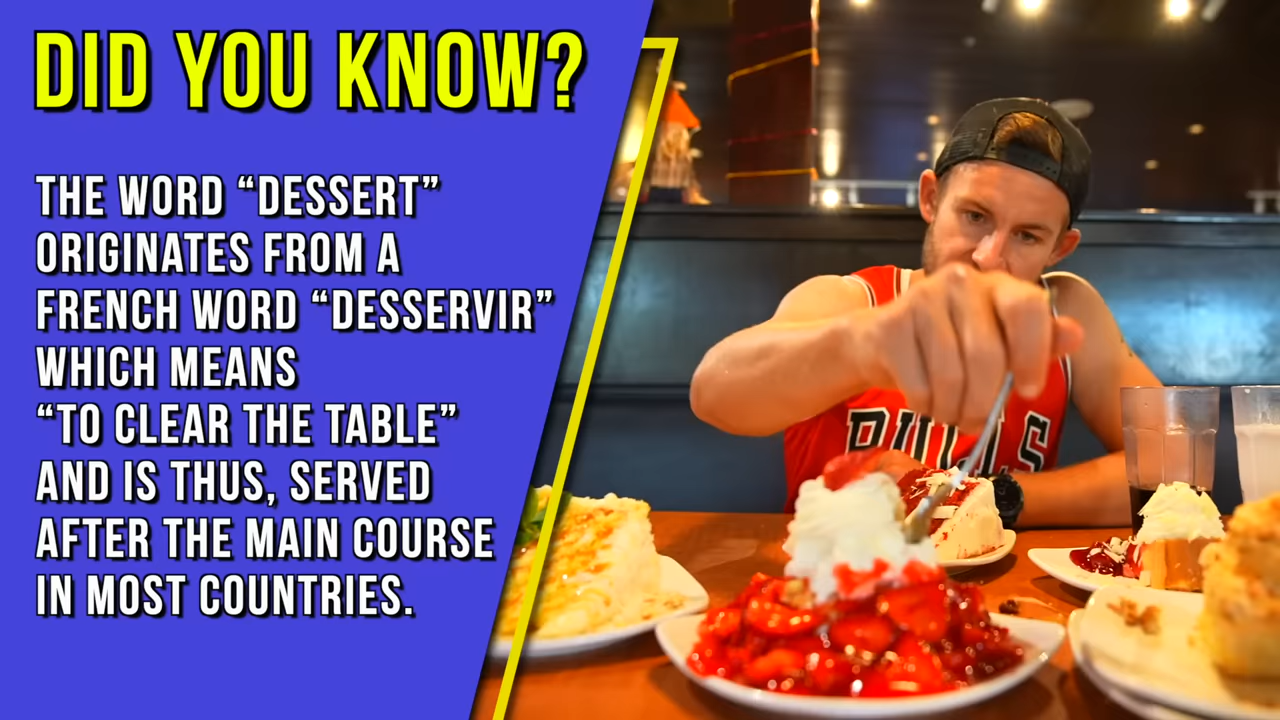 DID YOU KNOW?
THE WORD “DESSERT”
ORIGINATES FROM A
FRENCH WORD “DESSERVIR”
WHICH MEANS
“TO CLEAR THE TABLE”
AND IS THUS, SERVED
AFTER THE MAIN COURSE
IN MOST COUNTRIES.
BULLS